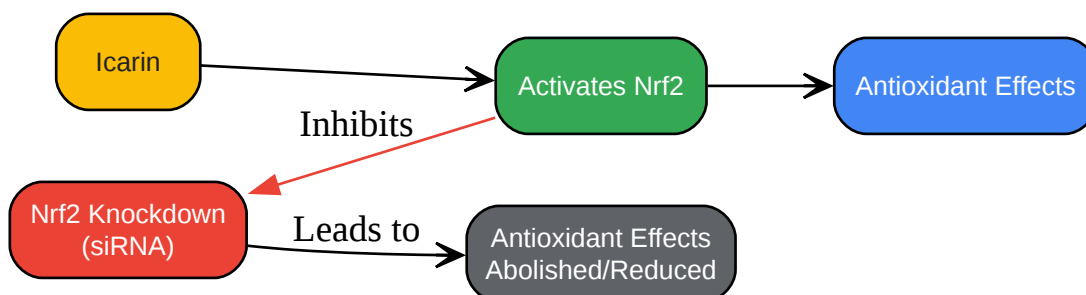 Icarin
Activates Nrf2
Antioxidant Effects
Inhibits
Nrf2 Knockdown
(siRNA)
Leads to
Antioxidant Effects
Abolished/Reduced